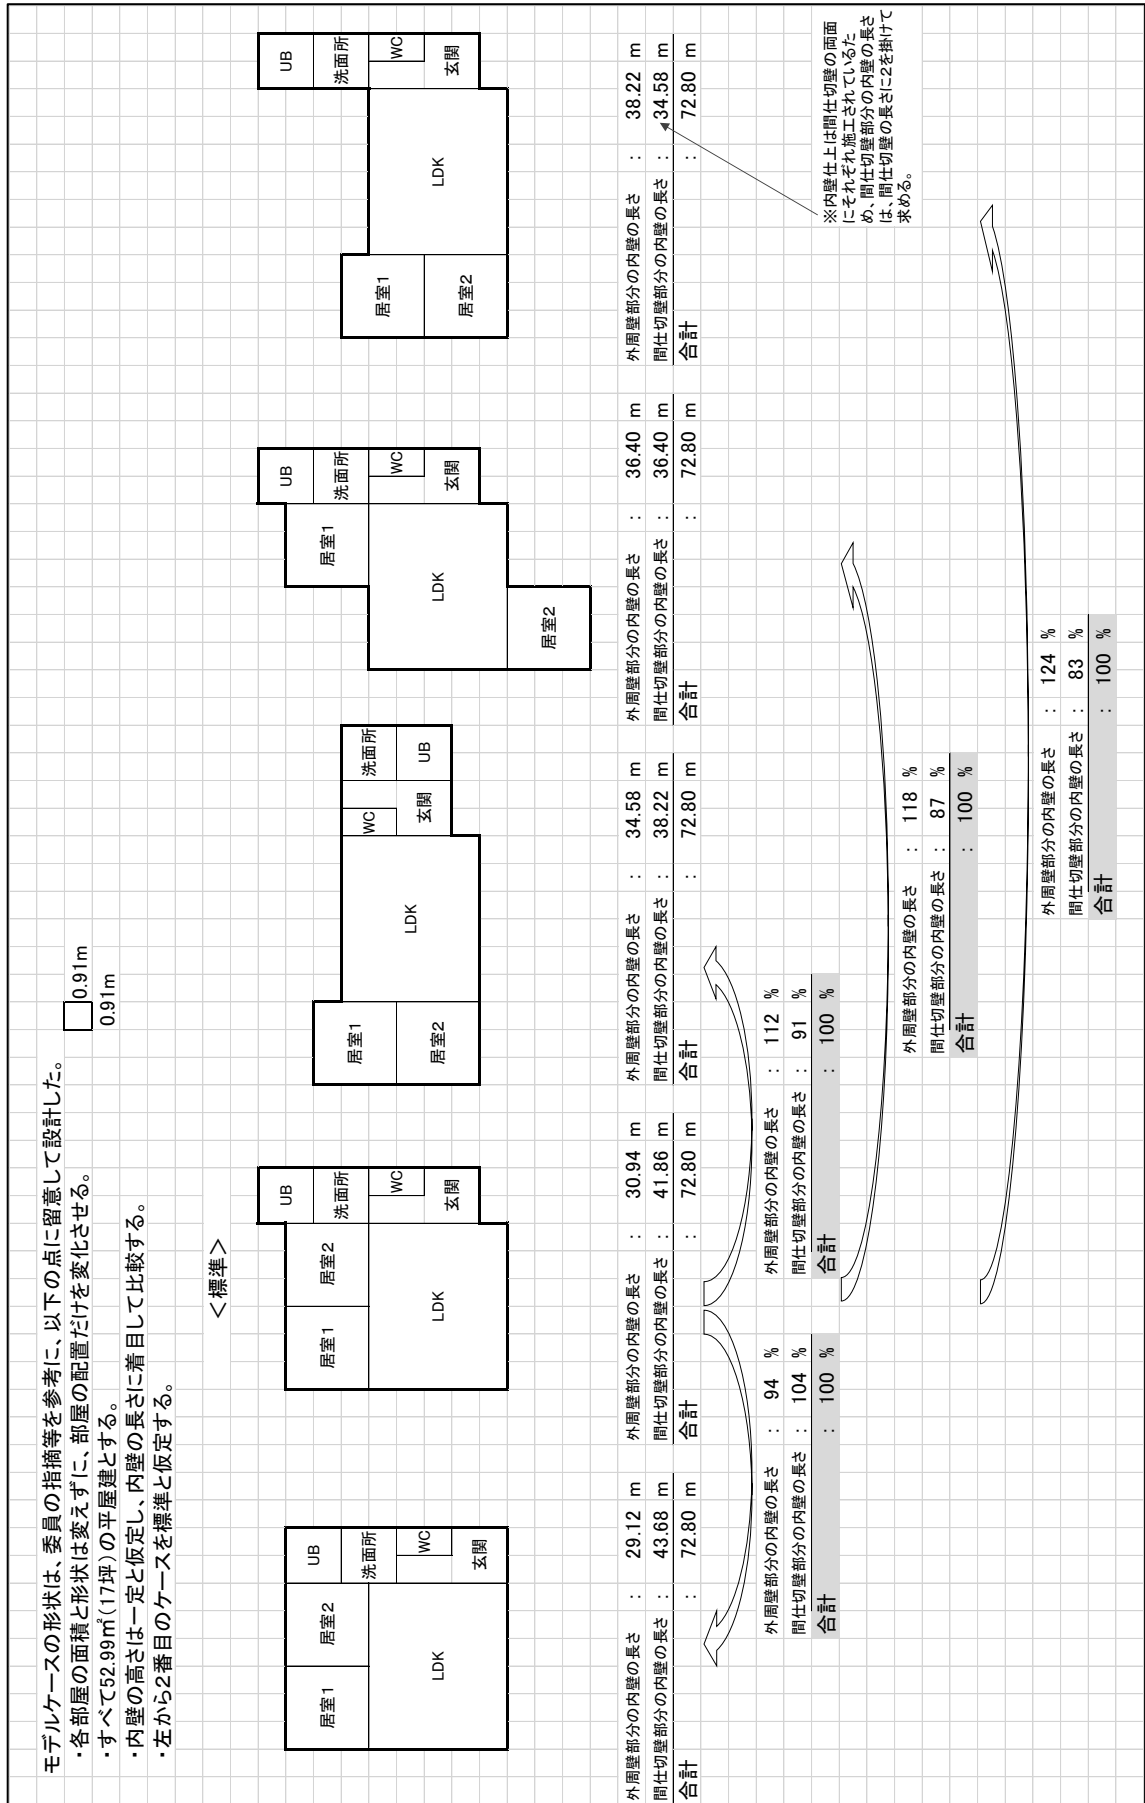 モデルケースの形状は、委員の指摘等を参考に、以下の点に留意して設計した。
・各部屋の面積と形状は変えずに、部屋の配置だけを変化させる。
・すべて52.99㎡(17坪)の平屋建とする。
・内壁の高さは一定と仮定し、内壁の長さに着目して比較する。
・左から2番目のケースを標準と仮定する。
0.91m
0.91m
<標準>
居室1
居室2
UB
洗面所
WC
玄関
LDK
外周壁部分の内壁の長さ : 29.12 m
間仕切壁部分の内壁の長さ : 43.68 m
合計 : 72.80 m
居室1
居室2
UB
洗面所
WC
玄関
LDK
外周壁部分の内壁の長さ : 30.94 m
間仕切壁部分の内壁の長さ : 41.86 m
合計 : 72.80 m
居室1
居室2
LDK
WC
玄関
洗面所
UB
外周壁部分の内壁の長さ : 34.58 m
間仕切壁部分の内壁の長さ : 38.22 m
合計 : 72.80 m
居室1
UB
洗面所
WC
玄関
LDK
居室2
外周壁部分の内壁の長さ : 36.40 m
間仕切壁部分の内壁の長さ : 36.40 m
合計 : 72.80 m
居室1
居室2
LDK
UB
洗面所
WC
玄関
外周壁部分の内壁の長さ : 38.22 m
間仕切壁部分の内壁の長さ : 34.58 m
合計 : 72.80 m
※内壁仕上は間仕切壁の両面
にそれぞれ施工されているた
め、間仕切壁部分の内壁の長さ
は、間仕切壁の長さに2を掛けて
求める。
外周壁部分の内壁の長さ : 94 %
間仕切壁部分の内壁の長さ : 104 %
合計 : 100 %
外周壁部分の内壁の長さ : 112 %
間仕切壁部分の内壁の長さ : 91 %
合計 : 100 %
外周壁部分の内壁の長さ : 118 %
間仕切壁部分の内壁の長さ : 87 %
合計 : 100 %
外周壁部分の内壁の長さ : 124 %
間仕切壁部分の内壁の長さ : 83 %
合計 : 100 %